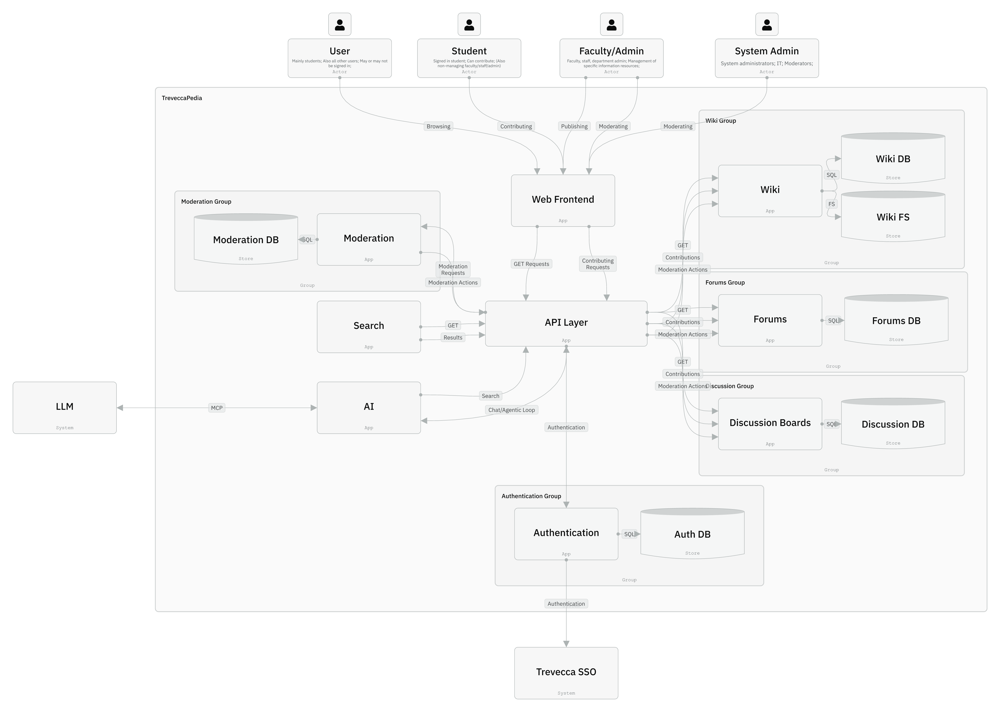 User
Mainly students; Also all other users; May or may not
be signed in;
Actor
Student
Signed in student; Can contribute; (Also
non-managing faculty/staff/admin)
Actor
Faculty/Admin
Faculty, staff, department admin; Management of
specific information resources;
Actor
System Admin
System administrators; IT; Moderators;
Actor
TreveccaPedia
Browsing
Contributing
Publishing
Moderating
Moderating
Wiki Group
Wiki
App
SQL
FS
Wiki DB
Store
Wiki FS
Store
Group
Web Frontend
App
Moderation Group
Moderation DB
Store
SQL
Moderation
App
Group
Moderation
Requests
Moderation Actions
GET Requests
Contributing
Requests
GET
Contributions
Moderation Actions
Forums Group
GET
Contributions
Moderation Actions
Forums
App
SQL
Forums DB
Store
Group
Search
App
GET
Results
API Layer
App
GET
Contributions
Moderation Actions
Discussion Group
Discussion Boards
App
SQL
Discussion DB
Store
Group
LLM
System
MCP
AI
App
Search
Chat/Agentic Loop
Authentication
Authentication Group
Authentication
App
SQL
Auth DB
Store
Group
Authentication
Trevecca SSO
System